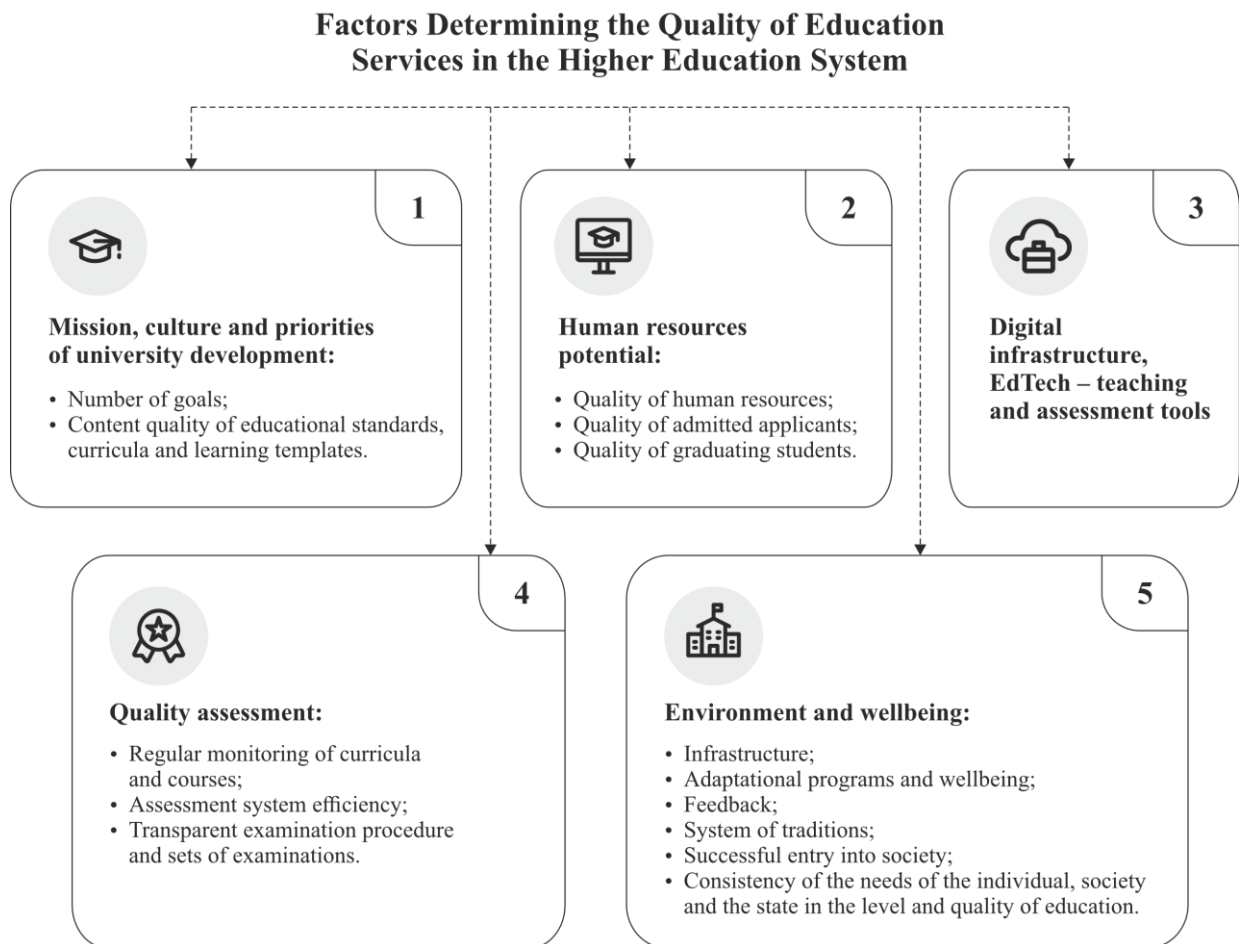 Factors Determining the Quality of Education
Services in the Higher Education System
1
Mission, culture and priorities
of university development:
• Number of goals;
• Content quality of educational standards,
curricula and learning templates.
2
Human resources
potential:
• Quality of human resources;
• Quality of admitted applicants;
• Quality of graduating students.
3
Digital
infrastructure,
EdTech – teaching
and assessment tools
4
Quality assessment:
• Regular monitoring of curricula
and courses;
• Assessment system efficiency;
• Transparent examination procedure
and sets of examinations.
5
Environment and wellbeing:
• Infrastructure;
• Adaptational programs and wellbeing;
• Feedback;
• System of traditions;
• Successful entry into society;
• Consistency of the needs of the individual, society
and the state in the level and quality of education.